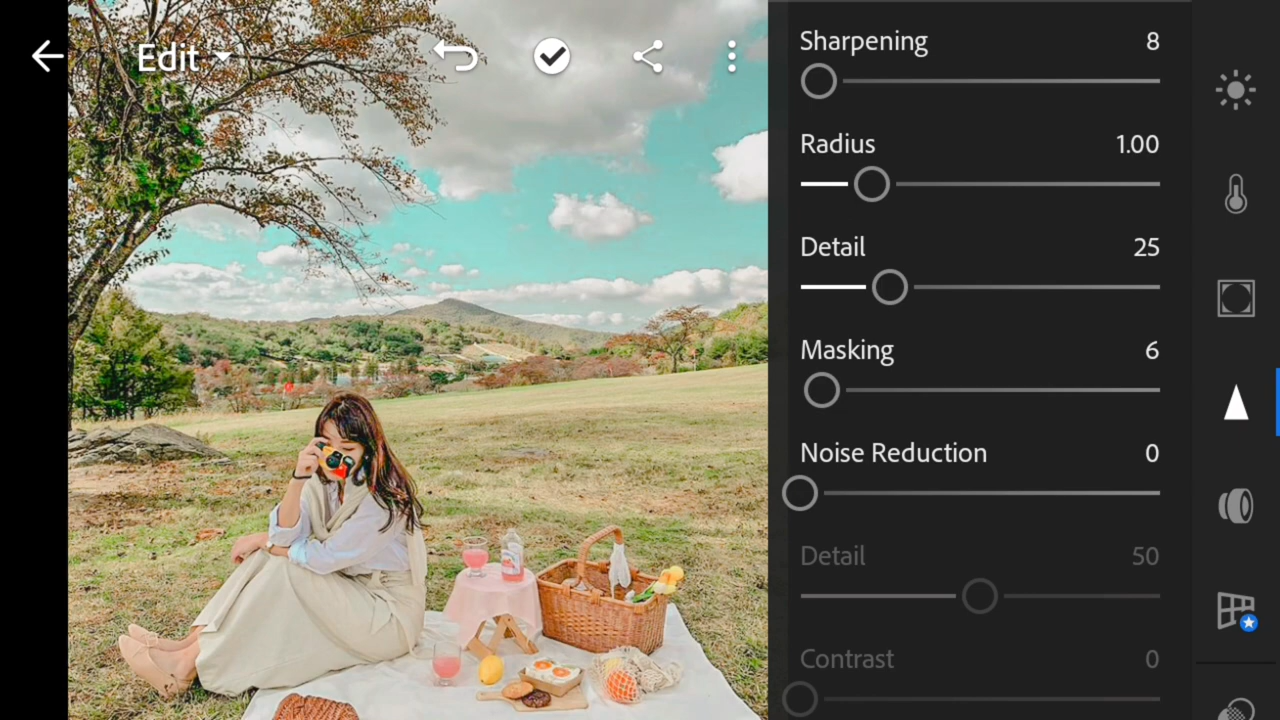 Edit
Sharpening 8
Radius 1.00
Detail 25
Masking 6
Noise Reduction 0
Detail 50
Contrast 0